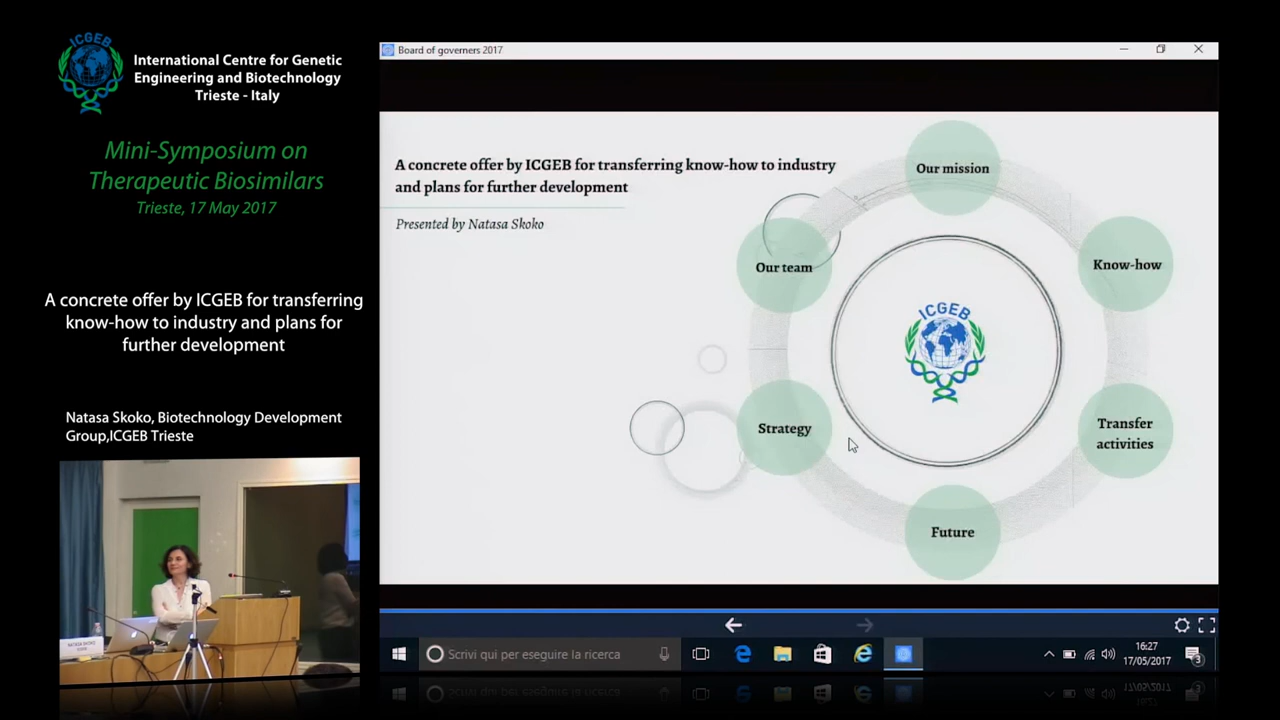 ICGEB
International Centre for Genetic
Engineering and Biotechnology
Trieste - Italy
Mini-Symposium on
Therapeutic Biosimilars
Trieste, 17 May 2017
A concrete offer by ICGEB for transferring
know-how to industry and plans for
further development
Natasa Skoko, Biotechnology Development
Group,ICGEB Trieste
NATASA SKOKO
Board of governers 2017
A concrete offer by ICGEB for transferring know-how to industry
and plans for further development
Presented by Natasa Skoko
Our mission
Our team
Know-how
ICGEB
Strategy
Transfer
activities
Future
Scrivi qui per eseguire la ricerca
16:27
17/05/2017
3